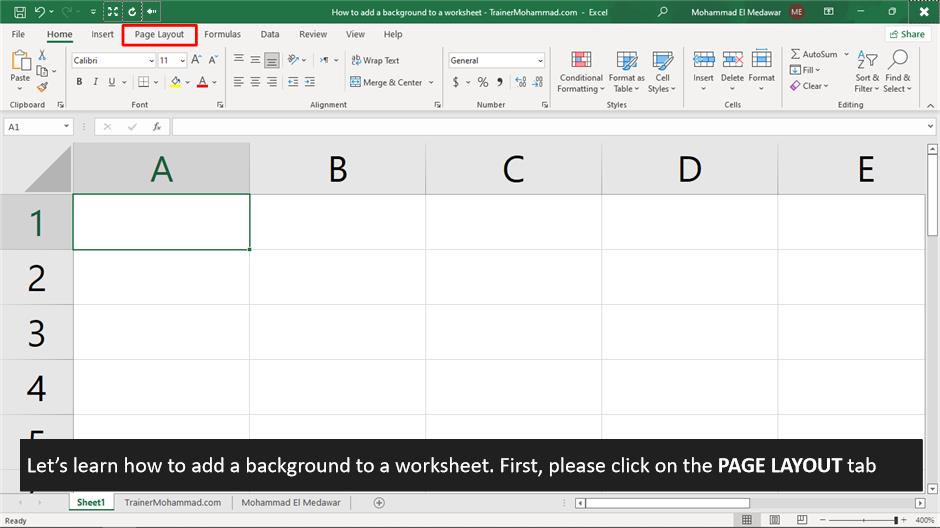 How to add a background to a worksheet - TrainerMohammad.com - Excel
Mohammad El Medawar
ME
File Home Insert Page Layout Formulas Data Review View Help
Share
Paste
Clipboard
Calibri 11
B I U
Font
Wrap Text
Merge & Center
Alignment
General
$ % ,
Number
Conditional Formatting
Format as Table
Cell Styles
Styles
Insert
Delete
Format
Cells
AutoSum
Fill
Clear
Sort & Filter
Find & Select
Editing
A1
fx
A B C D E
1
2
3
4
5
Let's learn how to add a background to a worksheet. First, please click on the PAGE LAYOUT tab
Sheet1 TrainerMohammad.com Mohammad El Medawar
Ready
400%